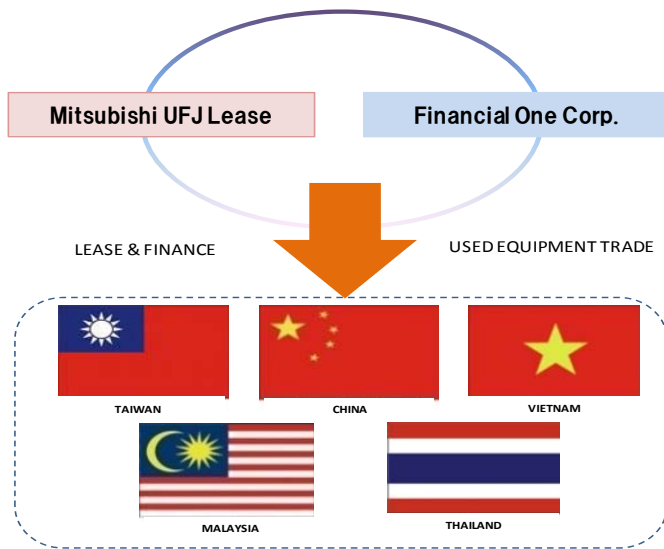 Mitsubishi UFJ Lease
Financial One Corp.
LEASE & FINANCE
USED EQUIPMENT TRADE
TAIWAN
CHINA
VIETNAM
MALAYSIA
THAILAND